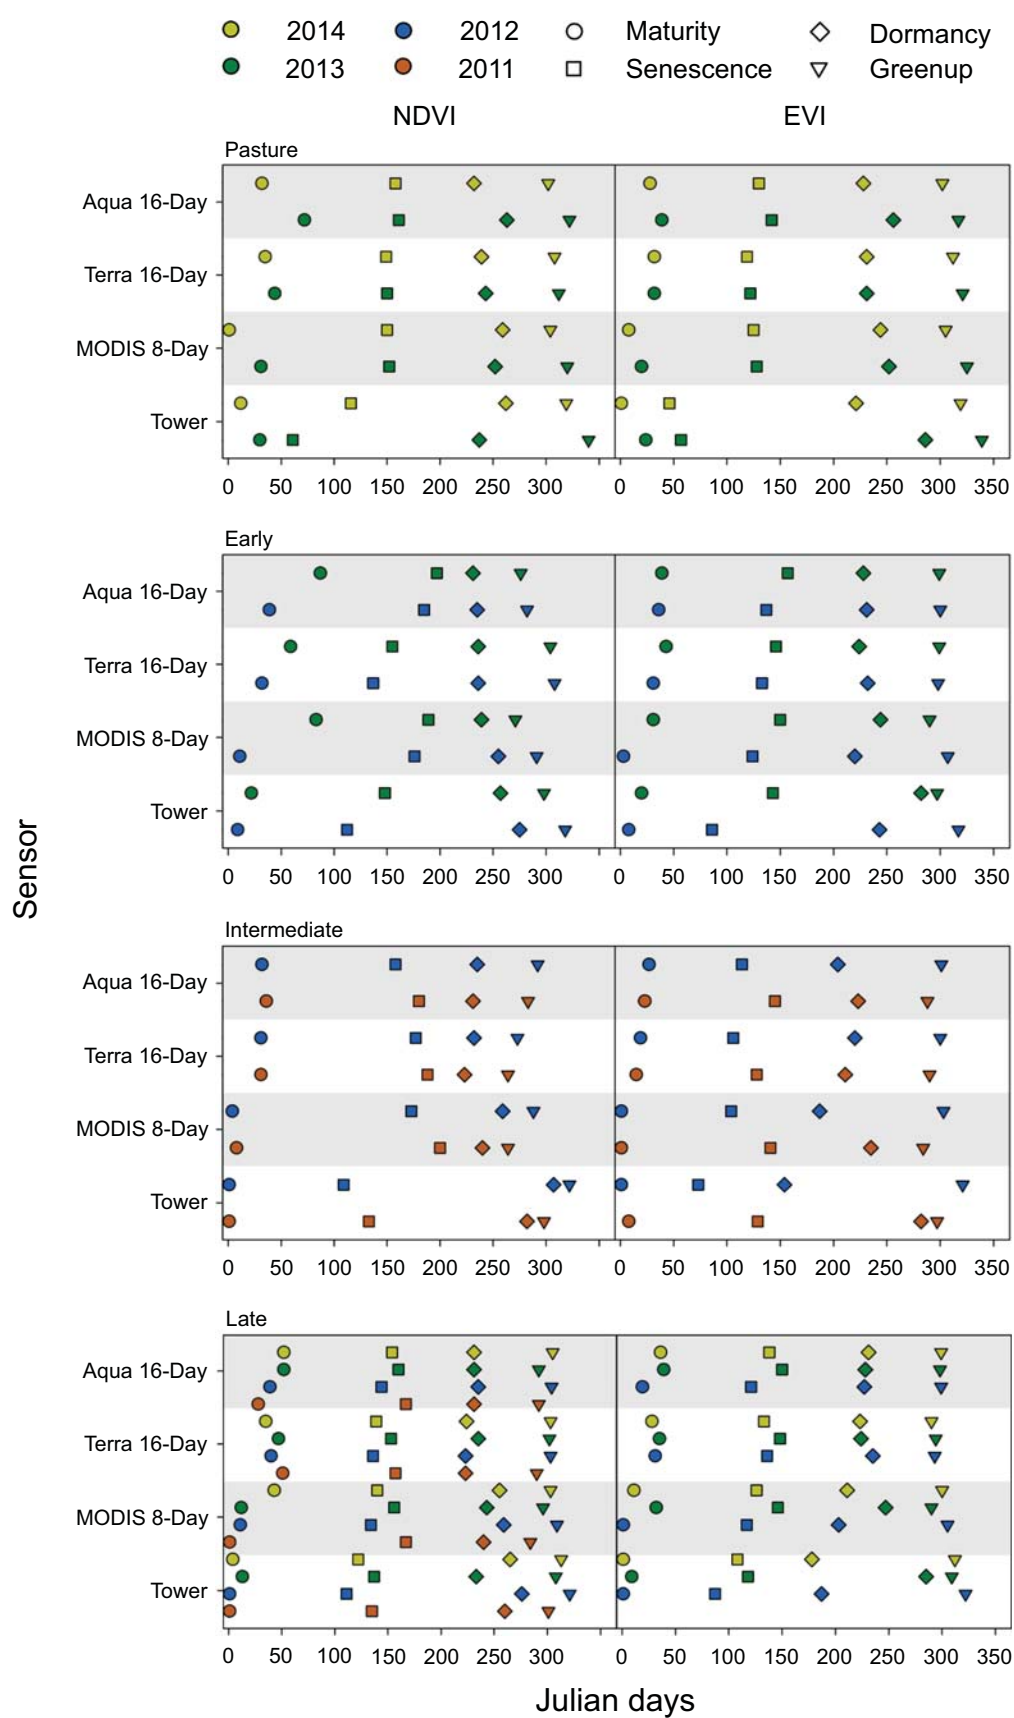 2014 2012 Maturity Dormancy
2013 2011 Senescence Greenup
NDVI EVI
Pasture
Aqua 16-Day
Terra 16-Day
MODIS 8-Day
Tower
0 50 100 150 200 250 300 0 50 100 150 200 250 300 350
Early
Aqua 16-Day
Terra 16-Day
MODIS 8-Day
Tower
0 50 100 150 200 250 300 0 50 100 150 200 250 300 350
Sensor
Intermediate
Aqua 16-Day
Terra 16-Day
MODIS 8-Day
Tower
0 50 100 150 200 250 300 0 50 100 150 200 250 300 350
Late
Aqua 16-Day
Terra 16-Day
MODIS 8-Day
Tower
0 50 100 150 200 250 300 0 50 100 150 200 250 300 350
Julian days